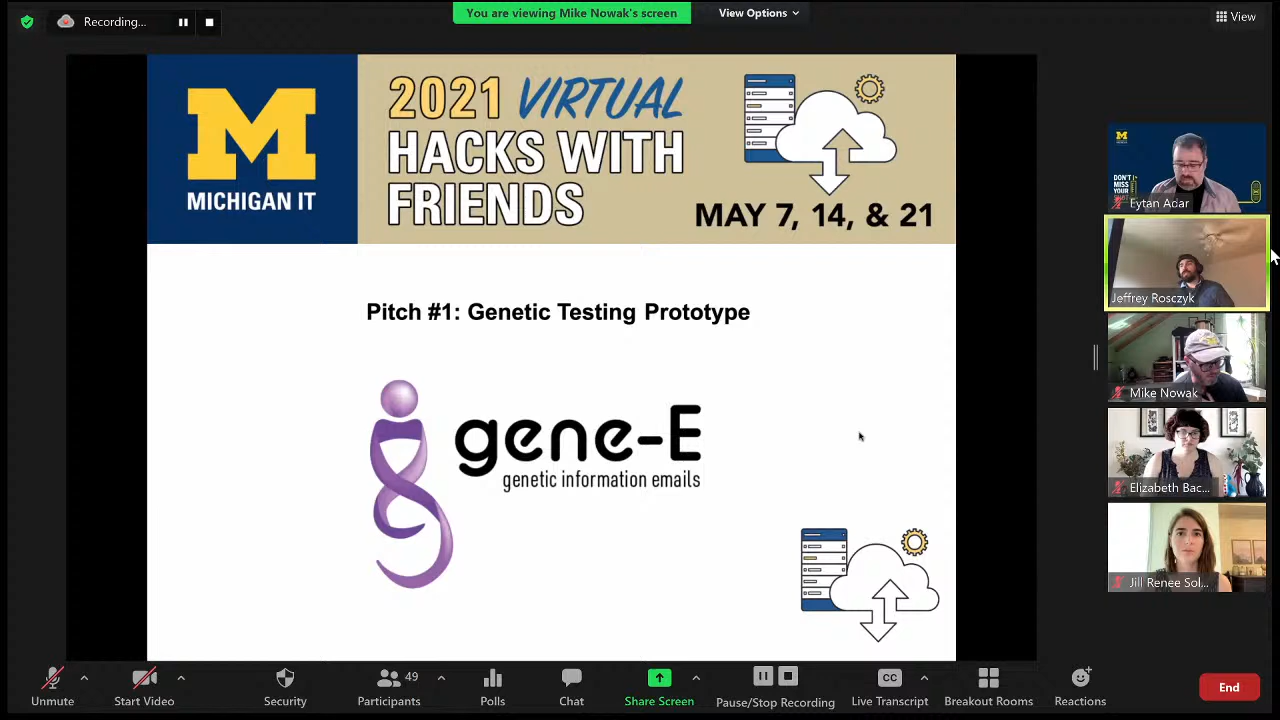 Recording...
You are viewing Mike Nowak's screen
View Options
View
M
MICHIGAN IT
2021 VIRTUAL
HACKS WITH
FRIENDS
MAY 7, 14, & 21
Pitch #1: Genetic Testing Prototype
gene-E
genetic information emails
M
DON'T
MISS
YOUR
Eytan Adar
Jeffrey Rosczyk
Mike Nowak
Elizabeth Bac...
Jill Renee Sol...
Unmute
Start Video
Security
49
Participants
Polls
Chat
Share Screen
Pause/Stop Recording
CC
Live Transcript
Breakout Rooms
Reactions
End